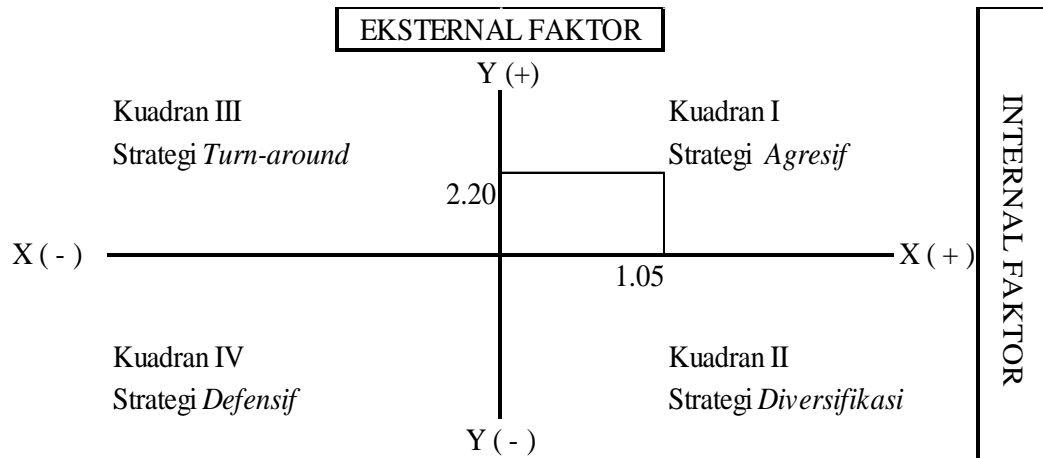 EKSTERNAL FAKTOR
Y (+)
Kuadran III
Strategi Turn-around
Kuadran I
Strategi Agresif
2.20
X ( - )
X ( + )
1.05
Kuadran IV
Strategi Defensif
Kuadran II
Strategi Diversifikasi
Y ( - )
INTERNAL FAKTOR